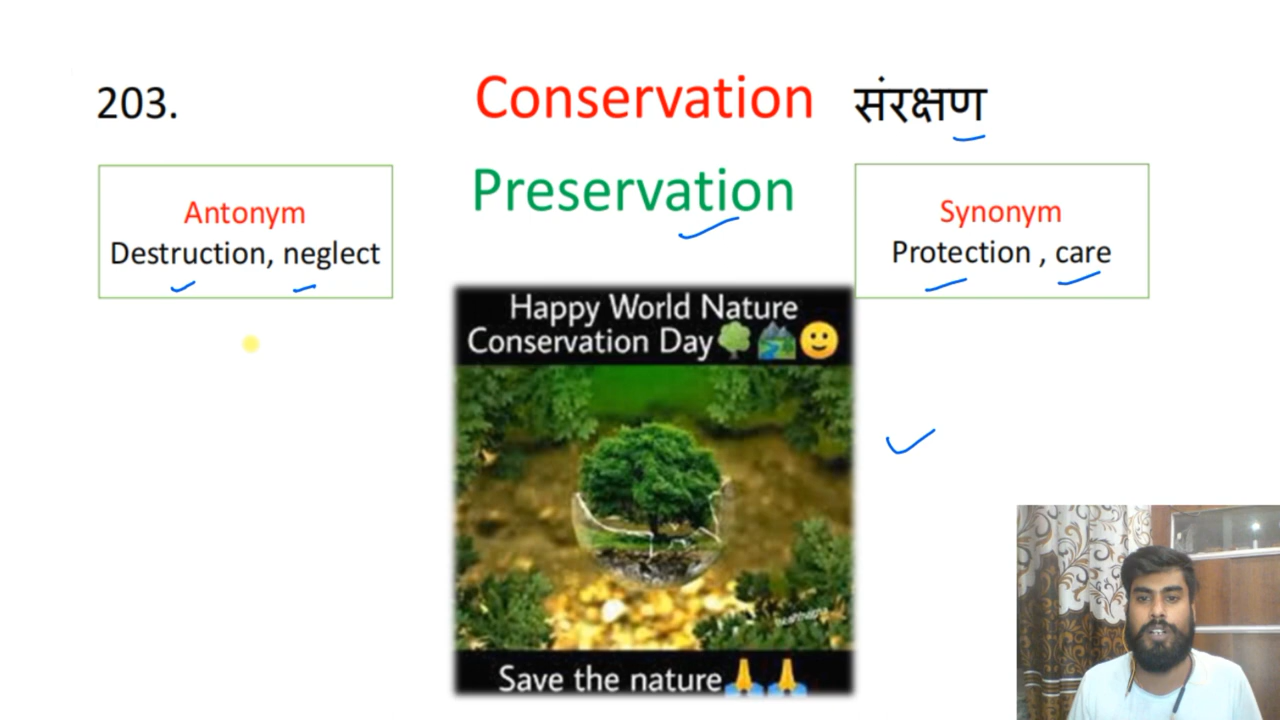 203.
Conservation संरक्षण
Preservation
Antonym
Destruction, neglect
Synonym
Protection , care
Happy World Nature
Conservation Day🌳🏞️🙂
Save the nature🙏🙏